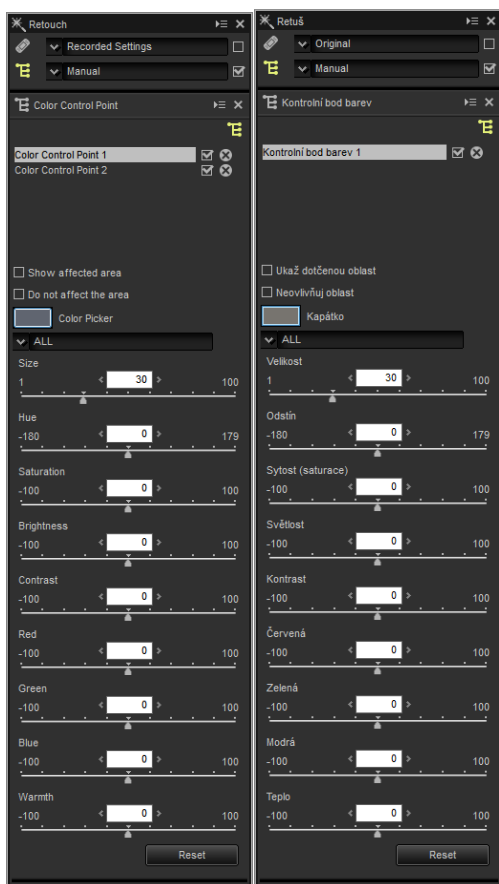 Retouch
Recorded Settings
Manual
Color Control Point
Color Control Point 1
Color Control Point 2
Show affected area
Do not affect the area
Color Picker
ALL
Size
1 30 100
Hue
-180 0 179
Saturation
-100 0 100
Brightness
-100 0 100
Contrast
-100 0 100
Red
-100 0 100
Green
-100 0 100
Blue
-100 0 100
Warmth
-100 0 100
Reset
Retuš
Original
Manual
Kontrolní bod barev
Kontrolní bod barev 1
Ukaž dotčenou oblast
Neovlivňuj oblast
Kapátko
ALL
Velikost
1 30 100
Odstín
-180 0 179
Sytost (saturace)
-100 0 100
Světlost
-100 0 100
Kontrast
-100 0 100
Červená
-100 0 100
Zelená
-100 0 100
Modrá
-100 0 100
Teplo
-100 0 100
Reset